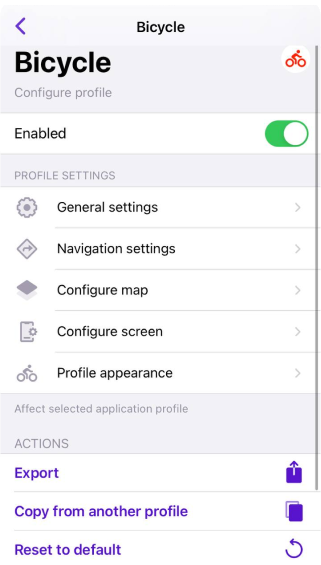 Bicycle
Bicycle
Configure profile
Enabled
PROFILE SETTINGS
General settings
Navigation settings
Configure map
Configure screen
Profile appearance
Affect selected application profile
ACTIONS
Export
Copy from another profile
Reset to default